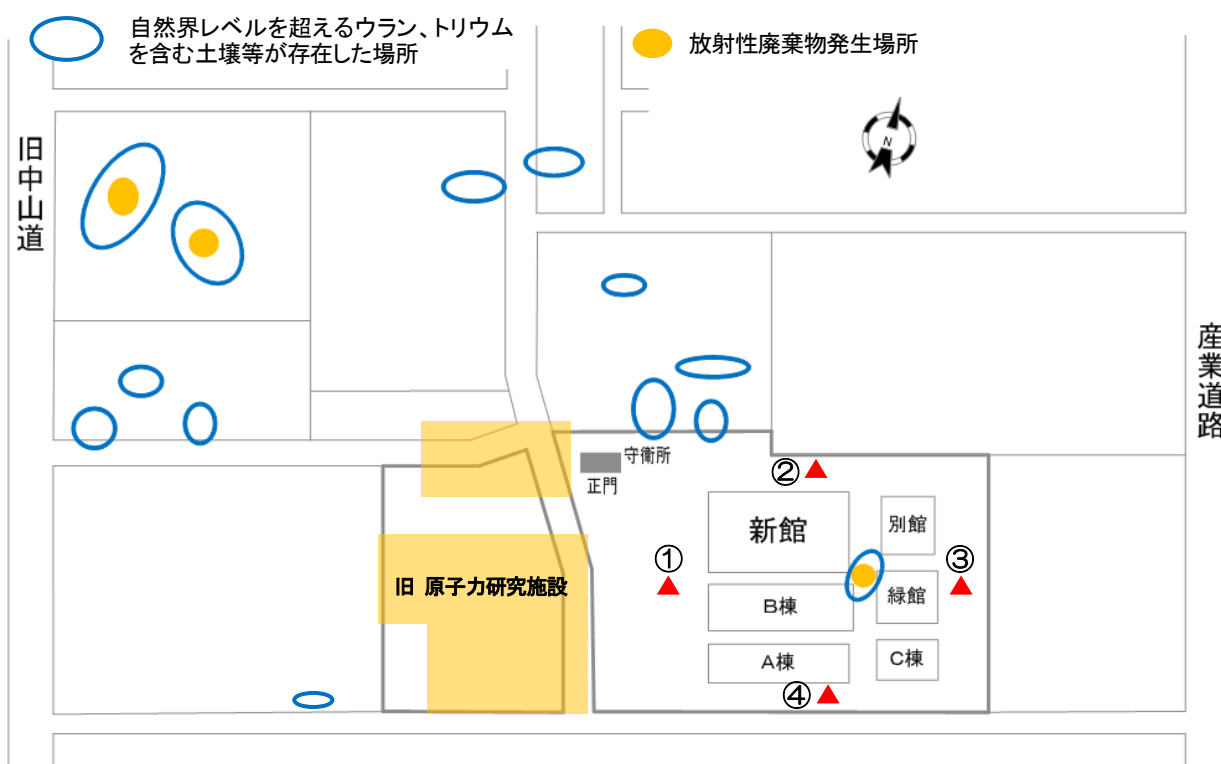 自然界レベルを超えるウラン、トリウム
を含む土壌等が存在した場所
放射性廃棄物発生場所
N
旧中山道
産業道路
守衛所
正門
②
新館
別館
①
③
旧 原子力研究施設
B棟
緑館
A棟
C棟
④